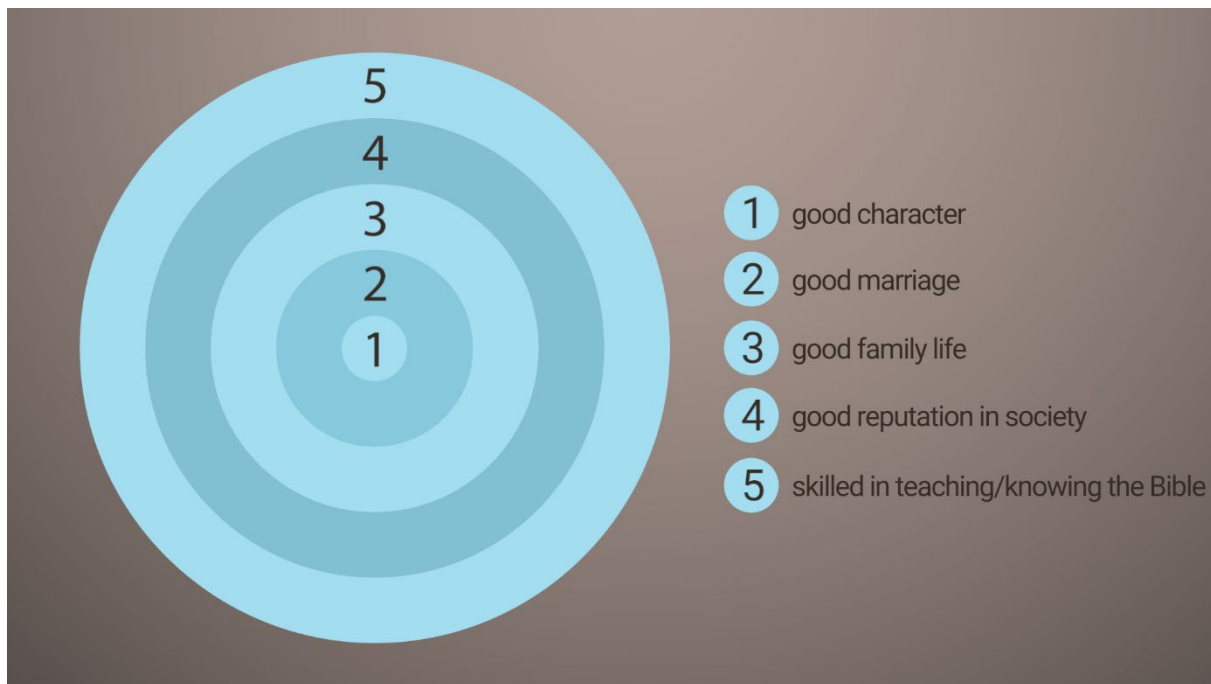 5
4
3
2
1
1 good character
2 good marriage
3 good family life
4 good reputation in society
5 skilled in teaching/knowing the Bible